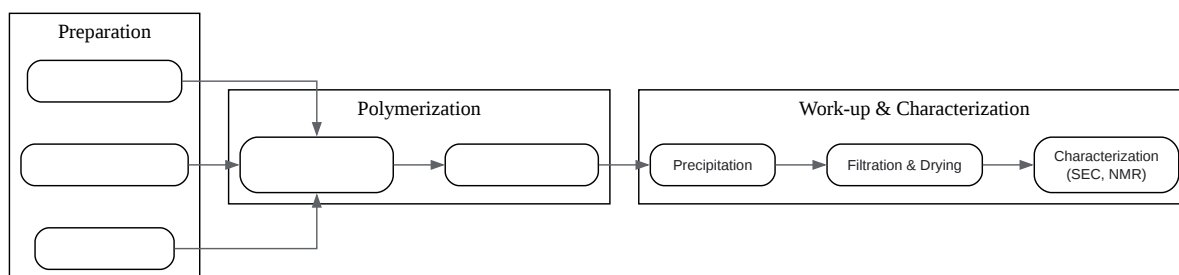 Preparation
Polymerization
Work-up & Characterization
Precipitation
Filtration & Drying
Characterization
(SEC, NMR)